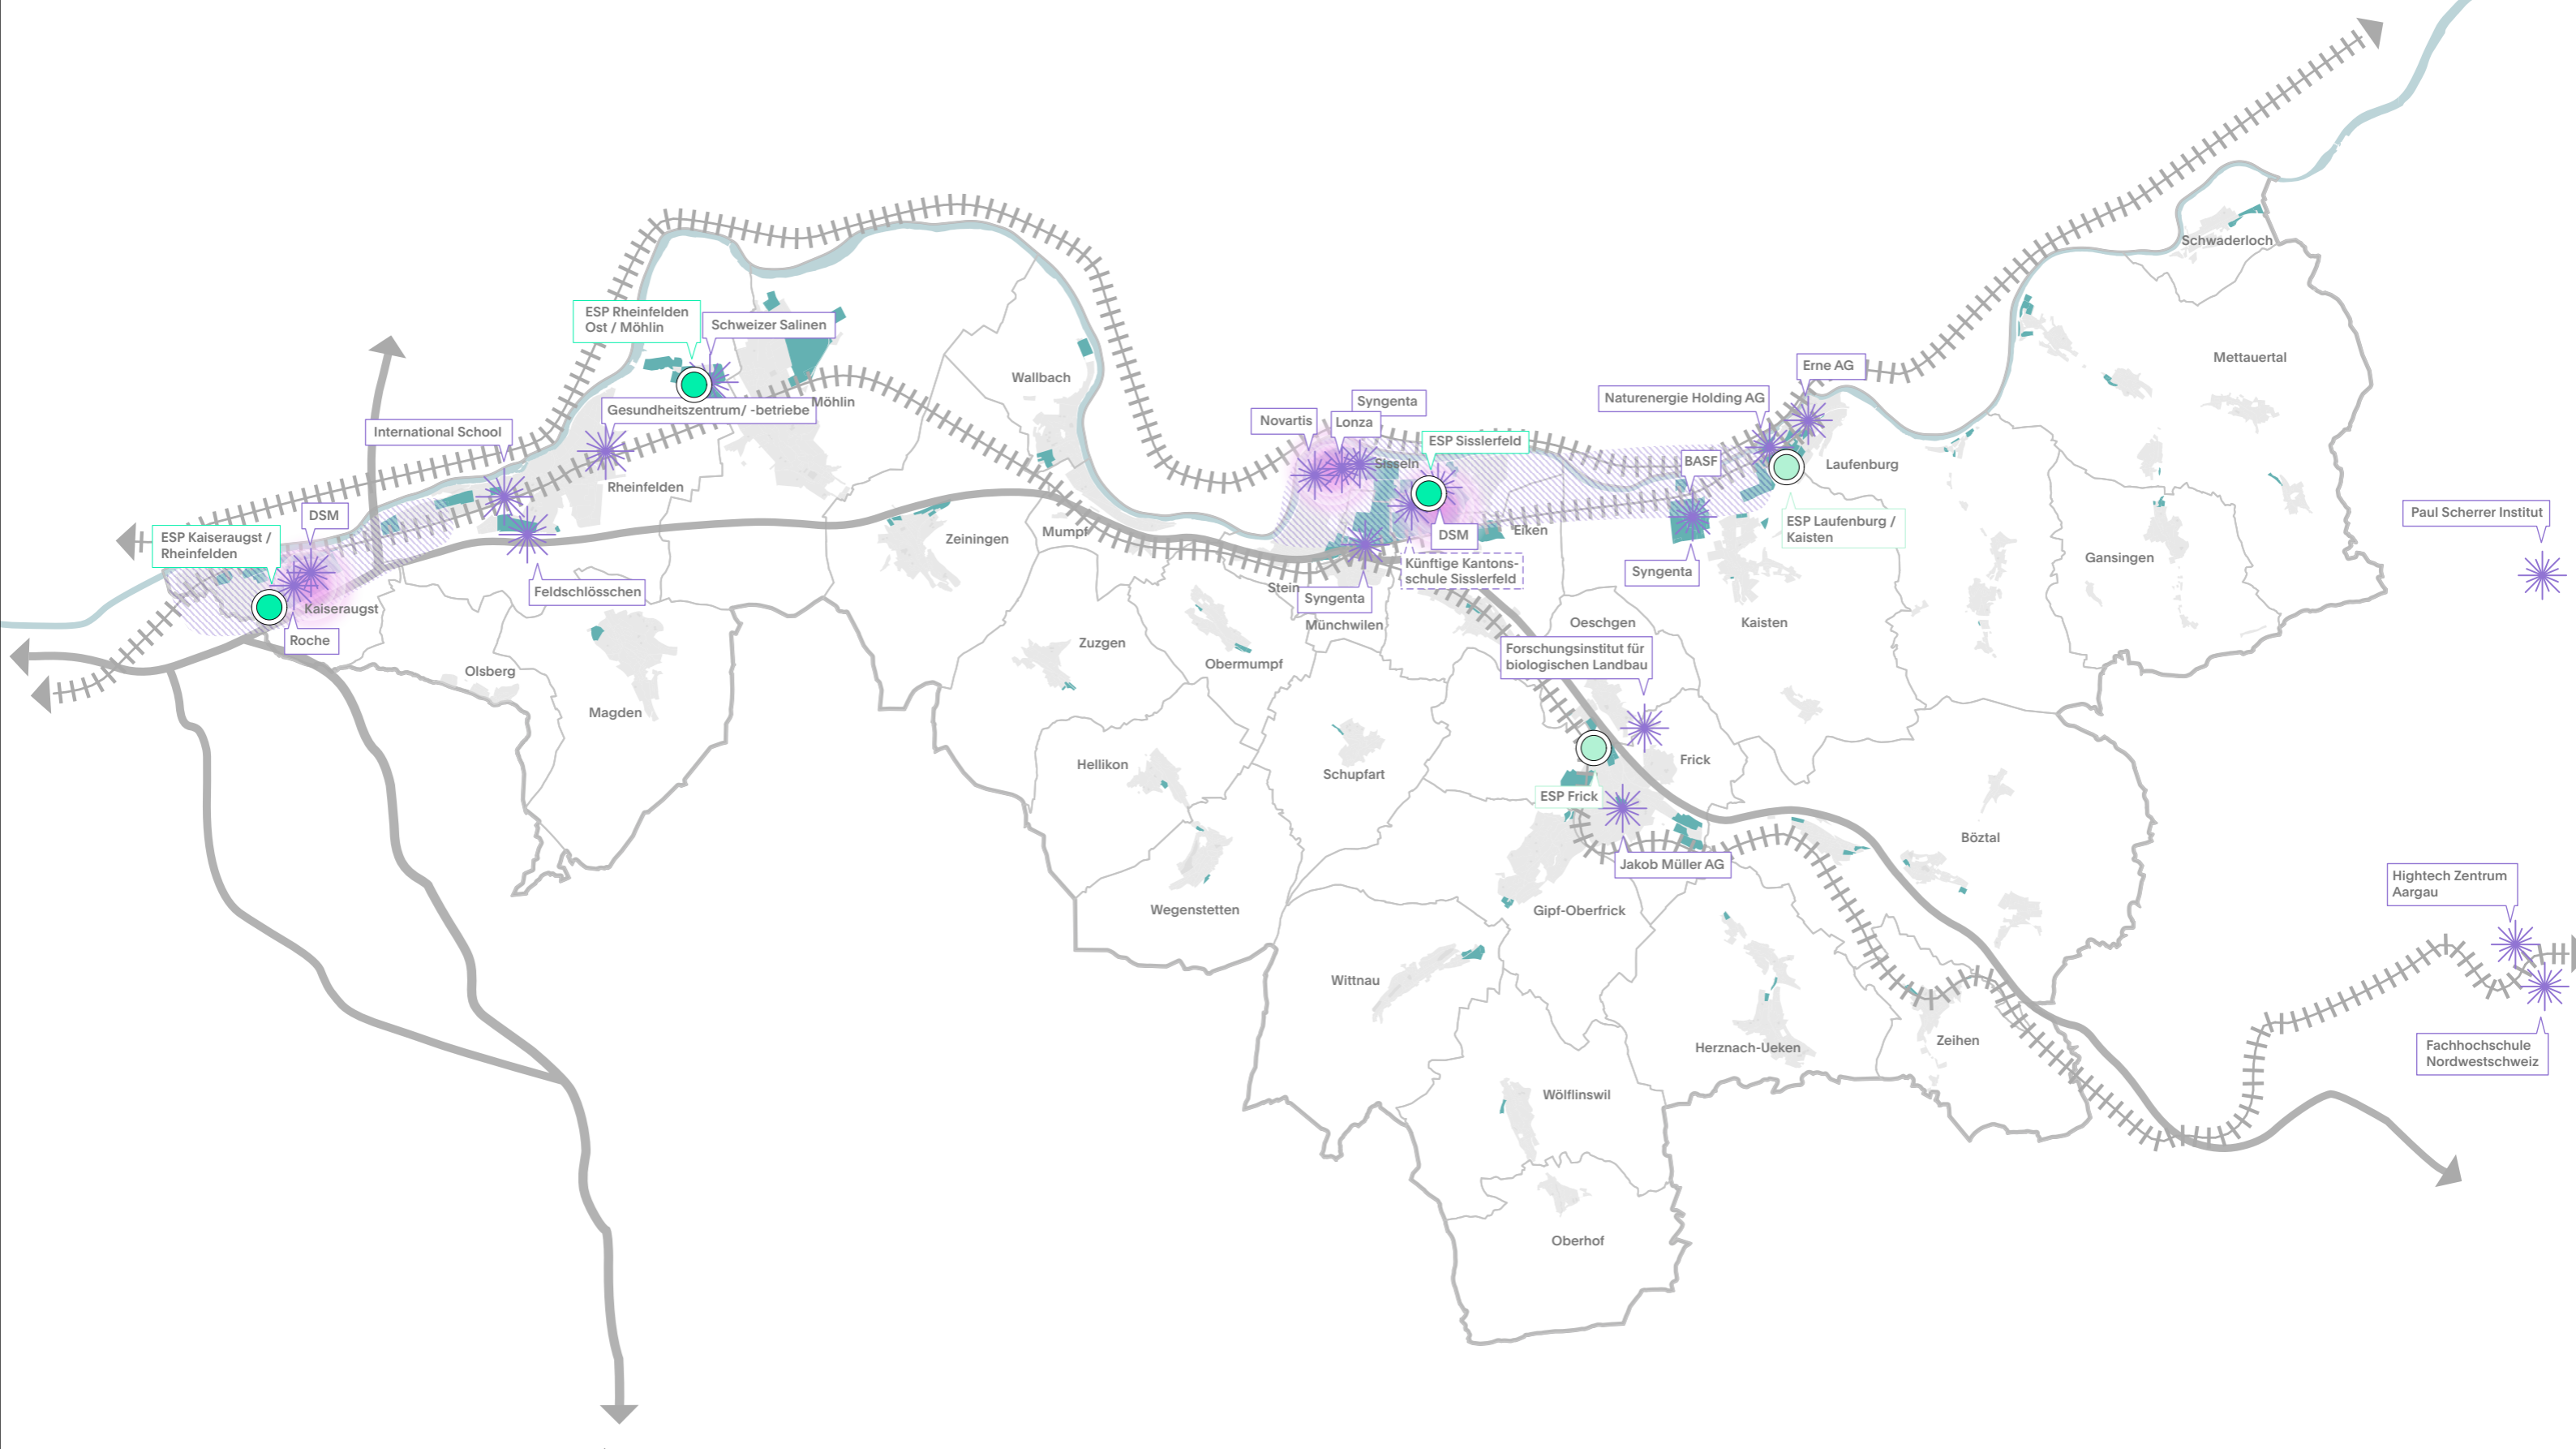 Schwaderloch
ESP Rheinfelden
Ost / Möhlin
Schweizer Salinen
Mettauertal
Erne AG
Wallbach
Naturenergie Holding AG
Syngenta
Möhlin
Gesundheitszentrum/ -betriebe
Novartis
Lonza
International School
ESP Sisslerfeld
Sisseln
BASF
Laufenburg
Rheinfelden
Paul Scherrer Institut
DSM
ESP Laufenburg /
Kaisten
Mumpf
Zeiningen
DSM
Eiken
ESP Kaiseraugst /
Rheinfelden
Gansingen
Künftige Kantons-
schule Sisslerfeld
Syngenta
Stein
Feldschlösschen
Syngenta
Kaiseraugst
Münchwilen
Oeschgen
Kaisten
Roche
Zuzgen
Forschungsinstitut für
biologischen Landbau
Obermumpf
Olsberg
Magden
Hellikon
Schupfart
Frick
ESP Frick
Böztal
Jakob Müller AG
Hightech Zentrum
Aargau
Wegenstetten
Gipf-Oberfrick
Wittnau
Herznach-Ueken
Zeihen
Fachhochschule
Nordwestschweiz
Wölflinswil
Oberhof